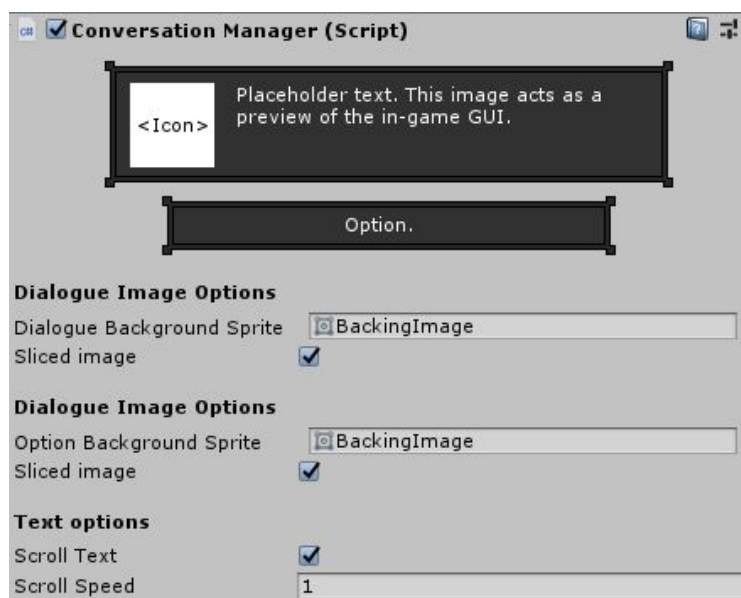 c#
Conversation Manager (Script)
<Icon>
Placeholder text. This image acts as a
preview of the in-game GUI.
Option.
Dialogue Image Options
Dialogue Background Sprite BackingImage
Sliced image
Dialogue Image Options
Option Background Sprite BackingImage
Sliced image
Text options
Scroll Text
Scroll Speed 1